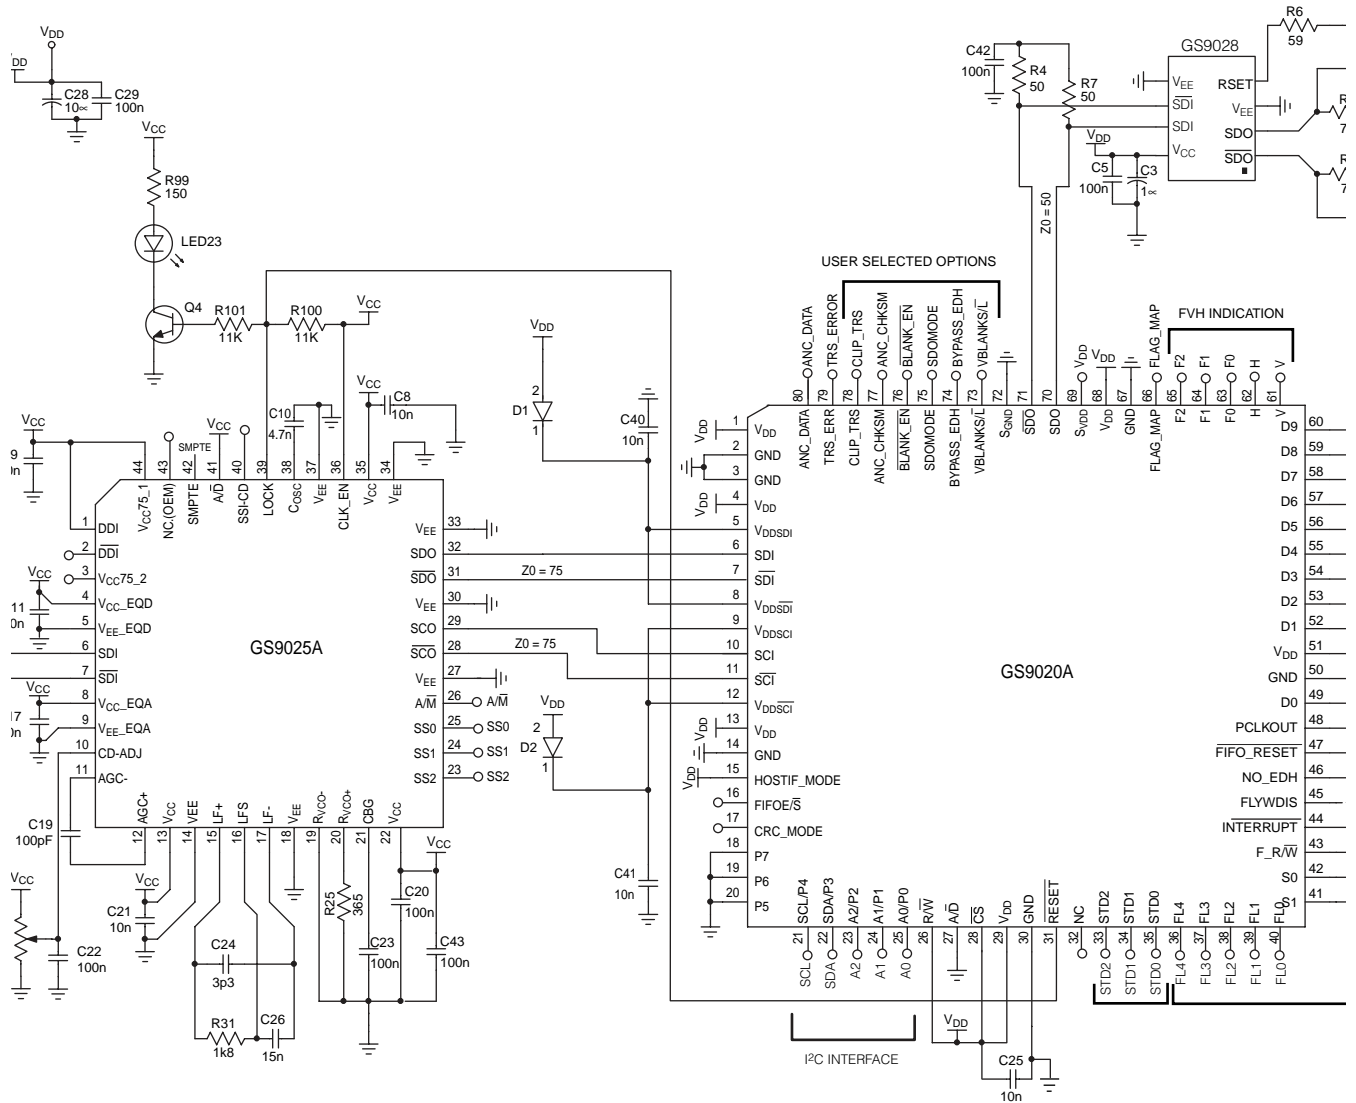 VDD
DD
C28
10∞
C29
100n
VCC
R99
150
LED23
Q4
R101
11K
R100
11K
VCC
C42
100n
R4
50
R7
50
GS9028
VEE
SDI
SDI
VCC
RSET
VEE
SDO
SDO
R6
59
R
7
R
7
VDD
C5
100n
C3
1∞
Z0 = 50
USER SELECTED OPTIONS
FVH INDICATION
ANC_DATA
TRS_ERROR
CLIP_TRS
ANC_CHKSM
BLANK_EN
SDOMODE
BYPASS_EDH
VBLANKS/L
VDD
VDD
FLAG_MAP
F2
F1
F0
H
V
80
79
78
77
76
75
74
73
72
71
70
69
68
67
66
65
64
63
62
61
ANC_DATA
TRS_ERR
CLIP_TRS
ANC_CHKSM
BLANK_EN
SDOMODE
BYPASS_EDH
VBLANKS/L
SGND
SDO
SDO
SVDD
VDD
GND
FLAG_MAP
F2
F1
F0
H
V
VDD
D1
2
1
C40
10n
VCC
9
0n
VCC
C8
10n
C10
4.7n
VCC
SMPTE
44
43
42
41
40
39
38
37
36
35
34
VCC75_1
NC.(OEM)
SMPTE
A/D
SSI-CD
LOCK
COSC
VEE
CLK_EN
VCC
VEE
1
DDI
2
DDI
3
VCC75_2
4
VCC_EQD
5
VEE_EQD
6
SDI
7
SDI
8
VCC_EQA
9
VEE_EQA
10
CD-ADJ
11
AGC-
VCC
11
0n
VCC
17
0n
GS9025A
VEE
33
SDO
32
SDO
31
VEE
30
SCO
29
SCO
28
VEE
27
A/M
26
A/M
SS0
25
SS0
SS1
24
SS1
SS2
23
SS2
Z0 = 75
Z0 = 75
AGC+
VCC
VEE
LF+
LFS
LF-
VEE
RVCO-
RVCO+
CBG
VCC
12
13
14
15
16
17
18
19
20
21
22
C19
100pF
VCC
C22
100n
VCC
C21
10n
C24
3p3
R31
1k8
C26
15n
R25
365
C23
100n
C20
100n
VCC
C43
100n
VDD
D2
2
1
C41
10n
VDD
1
VDD
2
GND
3
GND
VDD
4
VDD
5
VDDSDI
6
SDI
7
SDI
8
VDDSDI
9
VDDSCI
10
SCI
11
SCI
12
VDDSCI
VDD
13
VDD
14
GND
VDD
15
HOSTIF_MODE
16
FIFOE/S
17
CRC_MODE
18
P7
19
P6
20
P5
GS9020A
D9
60
D8
59
D7
58
D6
57
D5
56
D4
55
D3
54
D2
53
D1
52
VDD
51
GND
50
D0
49
PCLKOUT
48
FIFO_RESET
47
NO_EDH
46
FLYWDIS
45
INTERRUPT
44
F_R/W
43
S0
42
S1
41
SCL/P4
SDA/P3
A2/P2
A1/P1
A0/P0
R/W
A/D
CS
VDD
GND
RESET
NC
STD2
STD1
STD0
FL4
FL3
FL2
FL1
FL0
21
22
23
24
25
26
27
28
29
30
31
32
33
34
35
36
37
38
39
40
SCL
SDA
A2
A1
A0
STD2
STD1
STD0
FL4
FL3
FL2
FL1
FL0
VDD
I2C INTERFACE
C25
10n